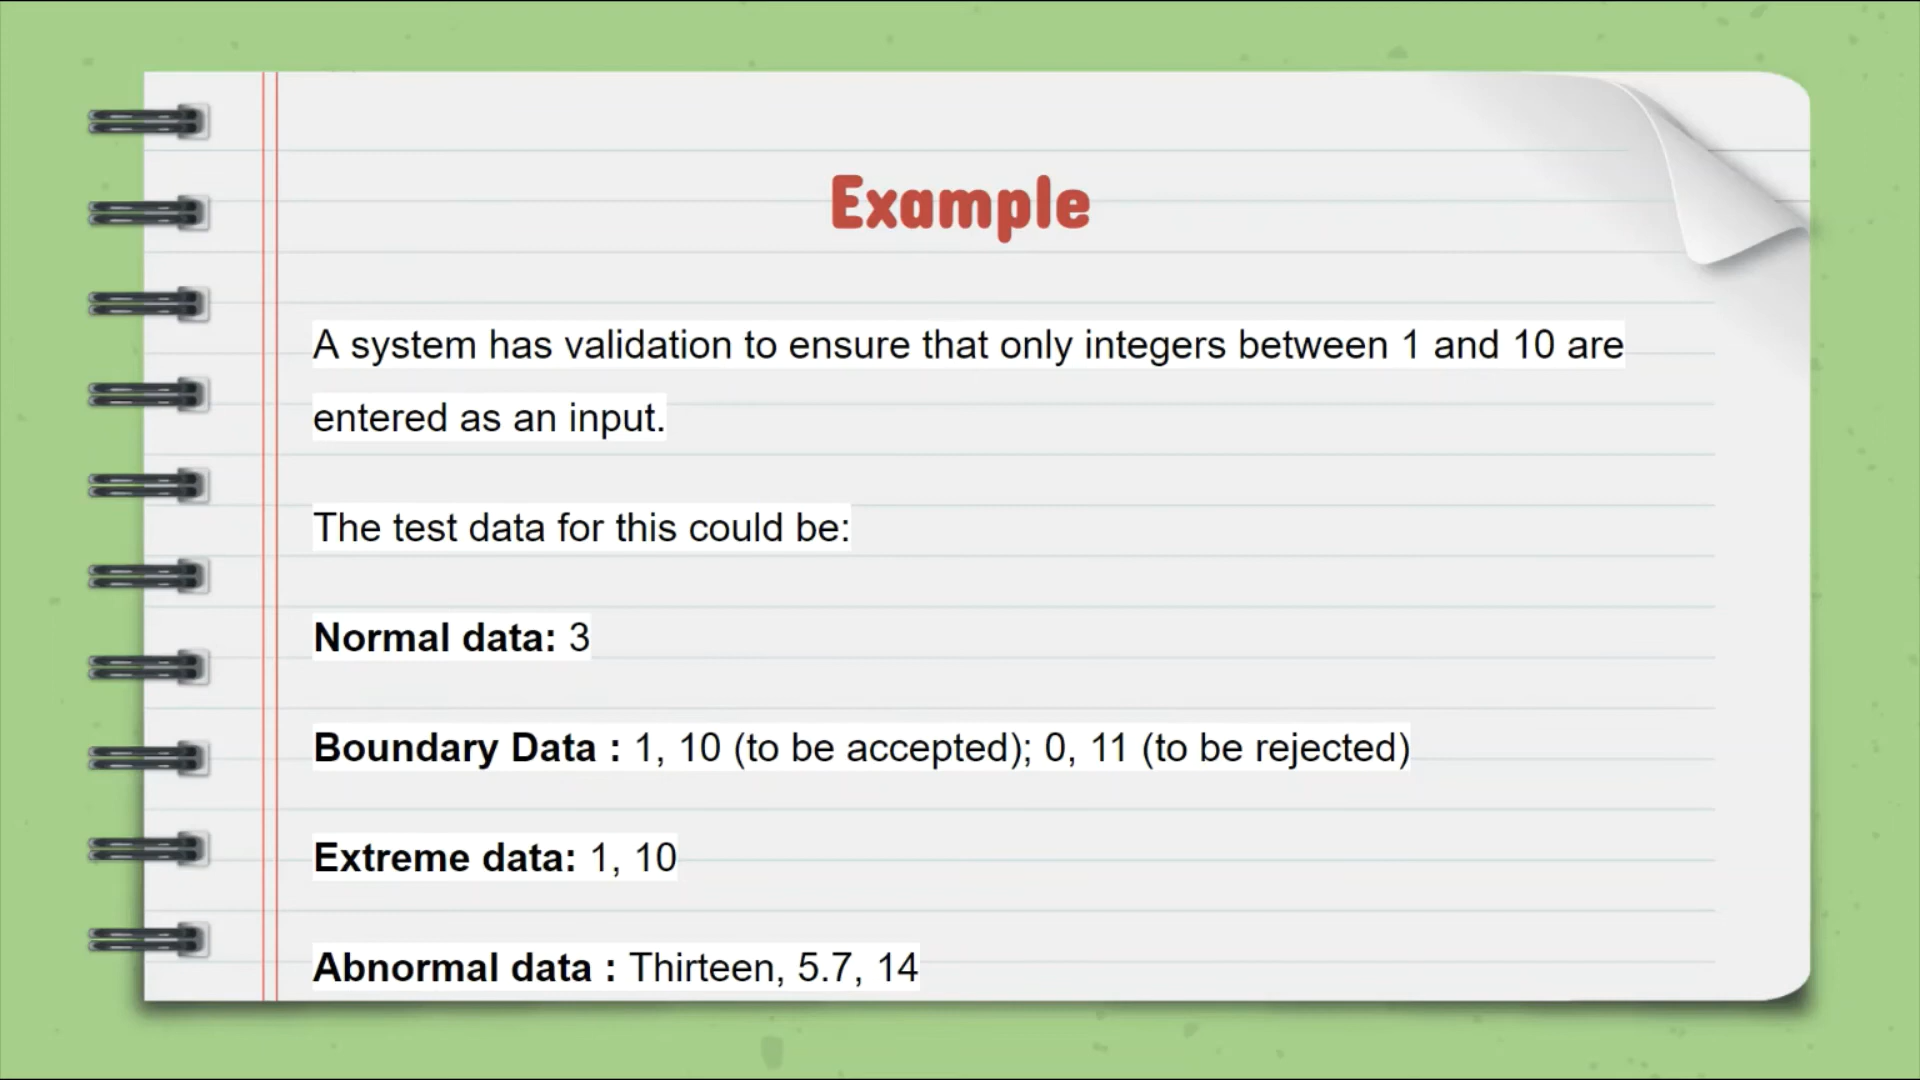 Example
A system has validation to ensure that only integers between 1 and 10 are
entered as an input.
The test data for this could be:
Normal data: 3
Boundary Data : 1, 10 (to be accepted); 0, 11 (to be rejected)
Extreme data: 1, 10
Abnormal data : Thirteen, 5.7, 14